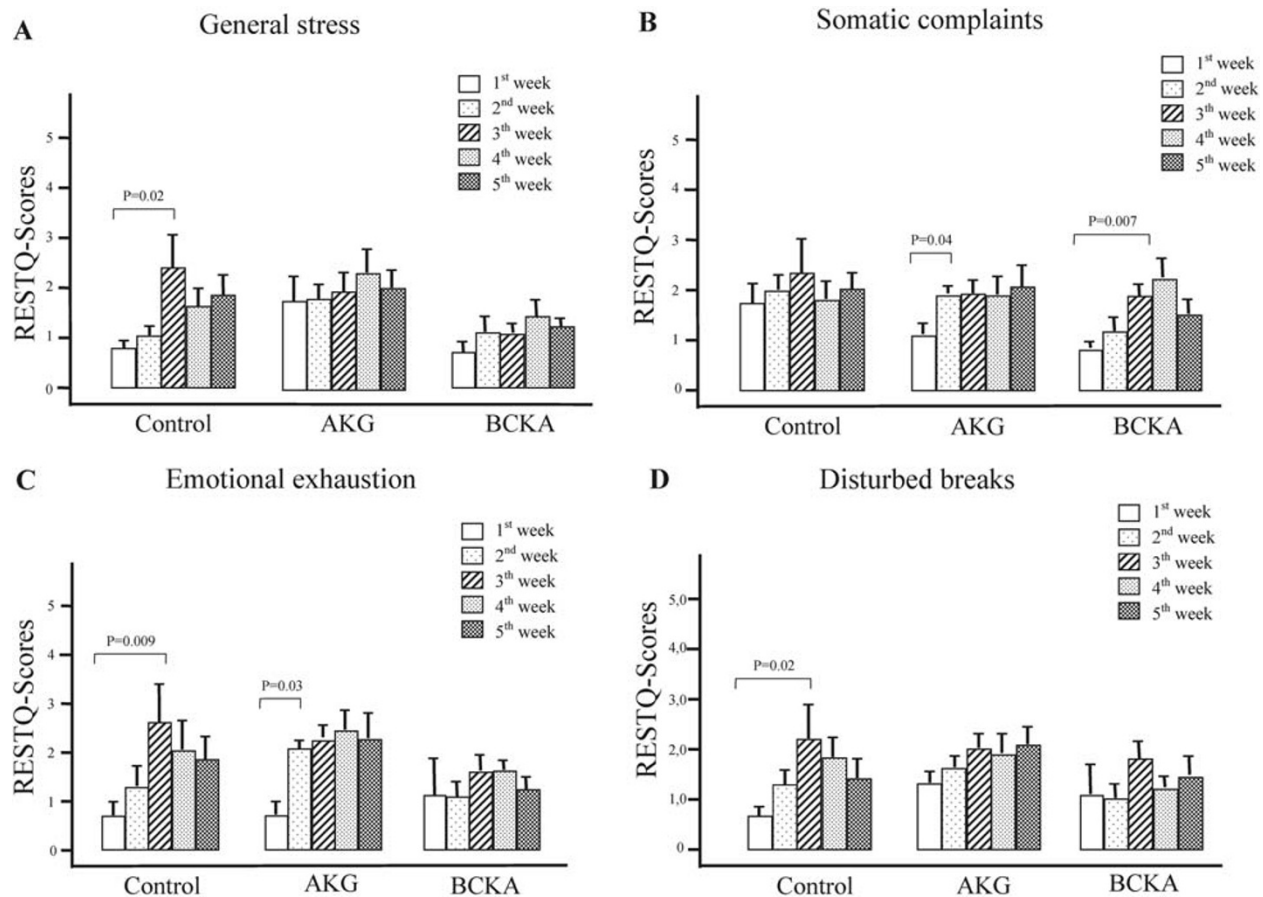 A
General stress
1st week
2nd week
3th week
4th week
5th week
RESTQ-Scores
5
4
3
2
1
0
P=0.02
Control
AKG
BCKA
B
Somatic complaints
1st week
2nd week
3th week
4th week
5th week
RESTQ-Scores
5
4
3
2
1
0
P=0.04
P=0.007
Control
AKG
BCKA
C
Emotional exhaustion
1st week
2nd week
3th week
4th week
5th week
RESTQ-Scores
5
4
3
2
1
0
P=0.009
P=0.03
Control
AKG
BCKA
D
Disturbed breaks
1st week
2nd week
3th week
4th week
5th week
RESTQ-Scores
5,0
4,0
3,0
2,0
1,0
0
P=0.02
Control
AKG
BCKA